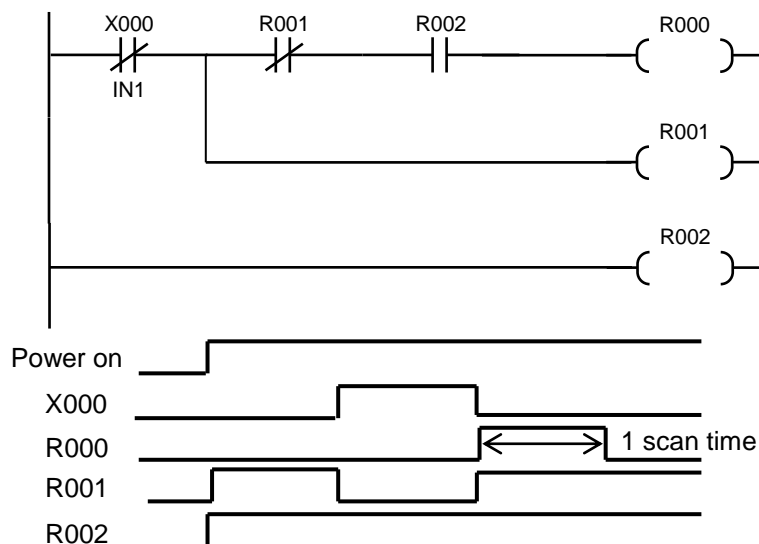 X000 R001 R002 R000
IN1
R001
R002
Power on
X000
R000 1 scan time
R001
R002